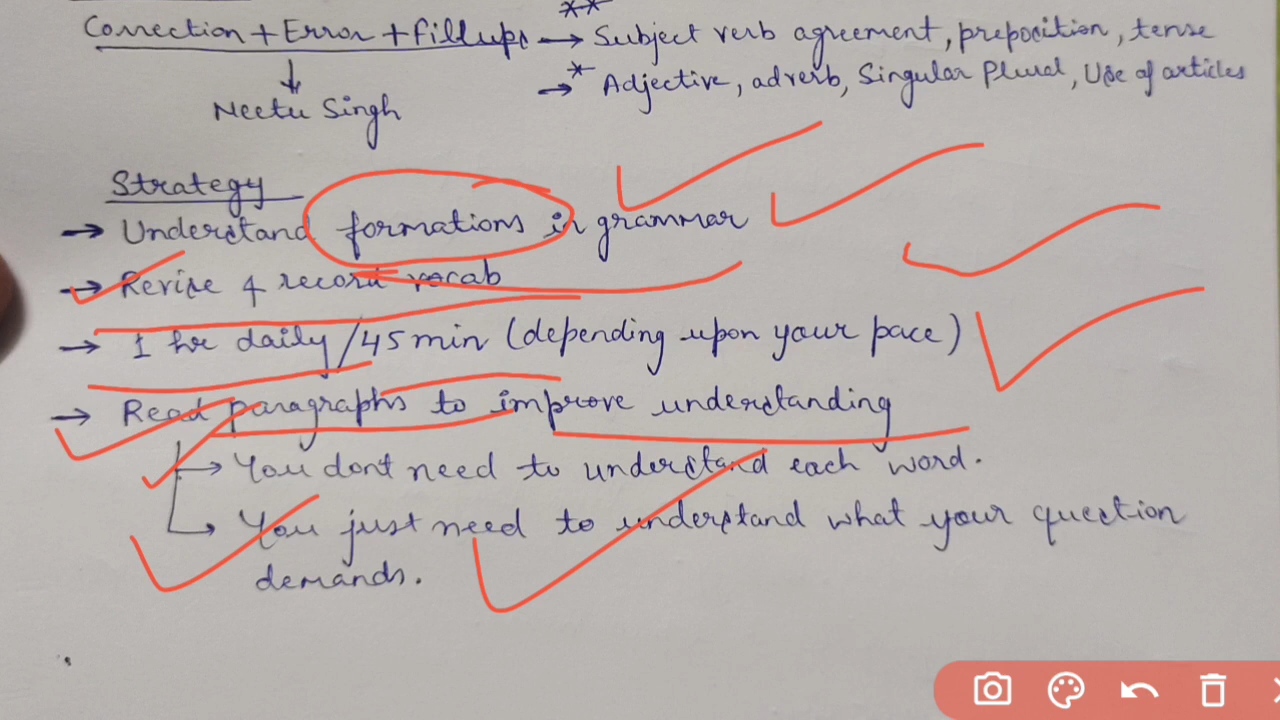 **
Correction + Error + fillups → Subject verb agreement, preposition, tense
↓ → * Adjective, adverb, Singular Plural, Use of articles
Neetu Singh
Strategy
→ Understand formations in grammar
→ Revise & record vocab
→ 1 hr daily/45 min (depending upon your pace)
→ Read paragraphs to improve understanding
→ You dont need to understand each word.
→ You just need to understand what your question
demands.